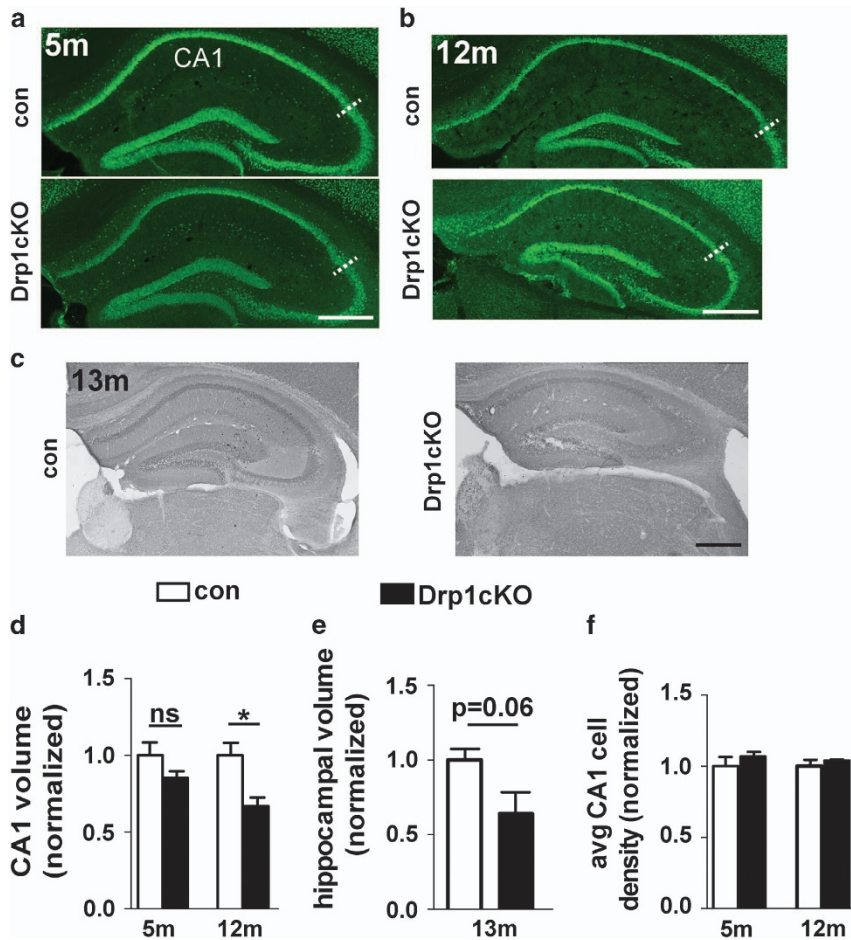 a
b
5m
CA1
con
Drp1cKO
12m
con
Drp1cKO
c
13m
con
Drp1cKO
con
Drp1cKO
d
e
f
CA1 volume
(normalized)
1.5
1.0
0.5
0.0
ns
*
5m
12m
hippocampal volume
(normalized)
1.5
1.0
0.5
0.0
p=0.06
13m
avg CA1 cell
density (normalized)
1.5
1.0
0.5
0.0
5m
12m